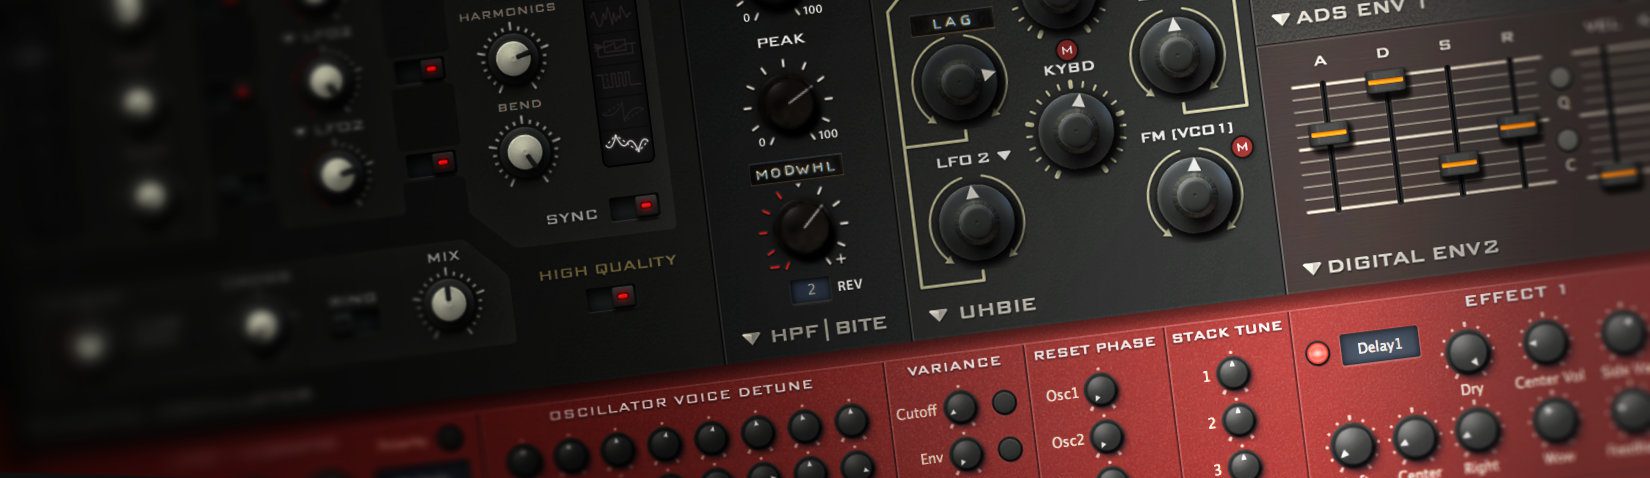 HARMONICS
BEND
SYNC
HIGH QUALITY
MIX
LFO2
0 / 100
PEAK
0 / 100
MODWHL
- +
2 REV
HPF|BITE
LAG
M
KYBD
LFO 2
FM [VCO1]
M
UHBIE
ADS ENV 1
A D S R
Q
C
DIGITAL ENV2
OSCILLATOR VOICE DETUNE
VARIANCE
Cutoff
Env
RESET PHASE
Osc1
Osc2
STACK TUNE
1
2
3
EFFECT 1
Delay1
Dry
Center Vol
Center
Right
Wow